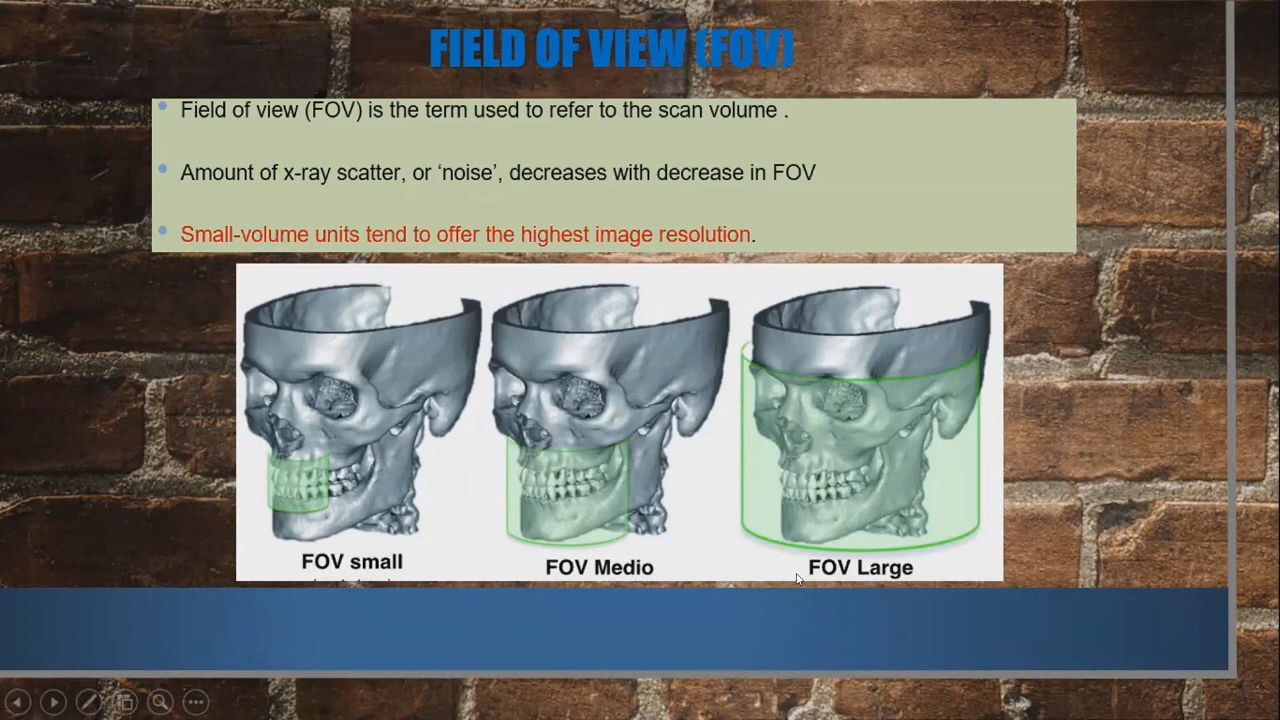 FIELD OF VIEW (FOV)
Field of view (FOV) is the term used to refer to the scan volume .
Amount of x-ray scatter, or ‘noise’, decreases with decrease in FOV
Small-volume units tend to offer the highest image resolution.
FOV small
FOV Medio
FOV Large